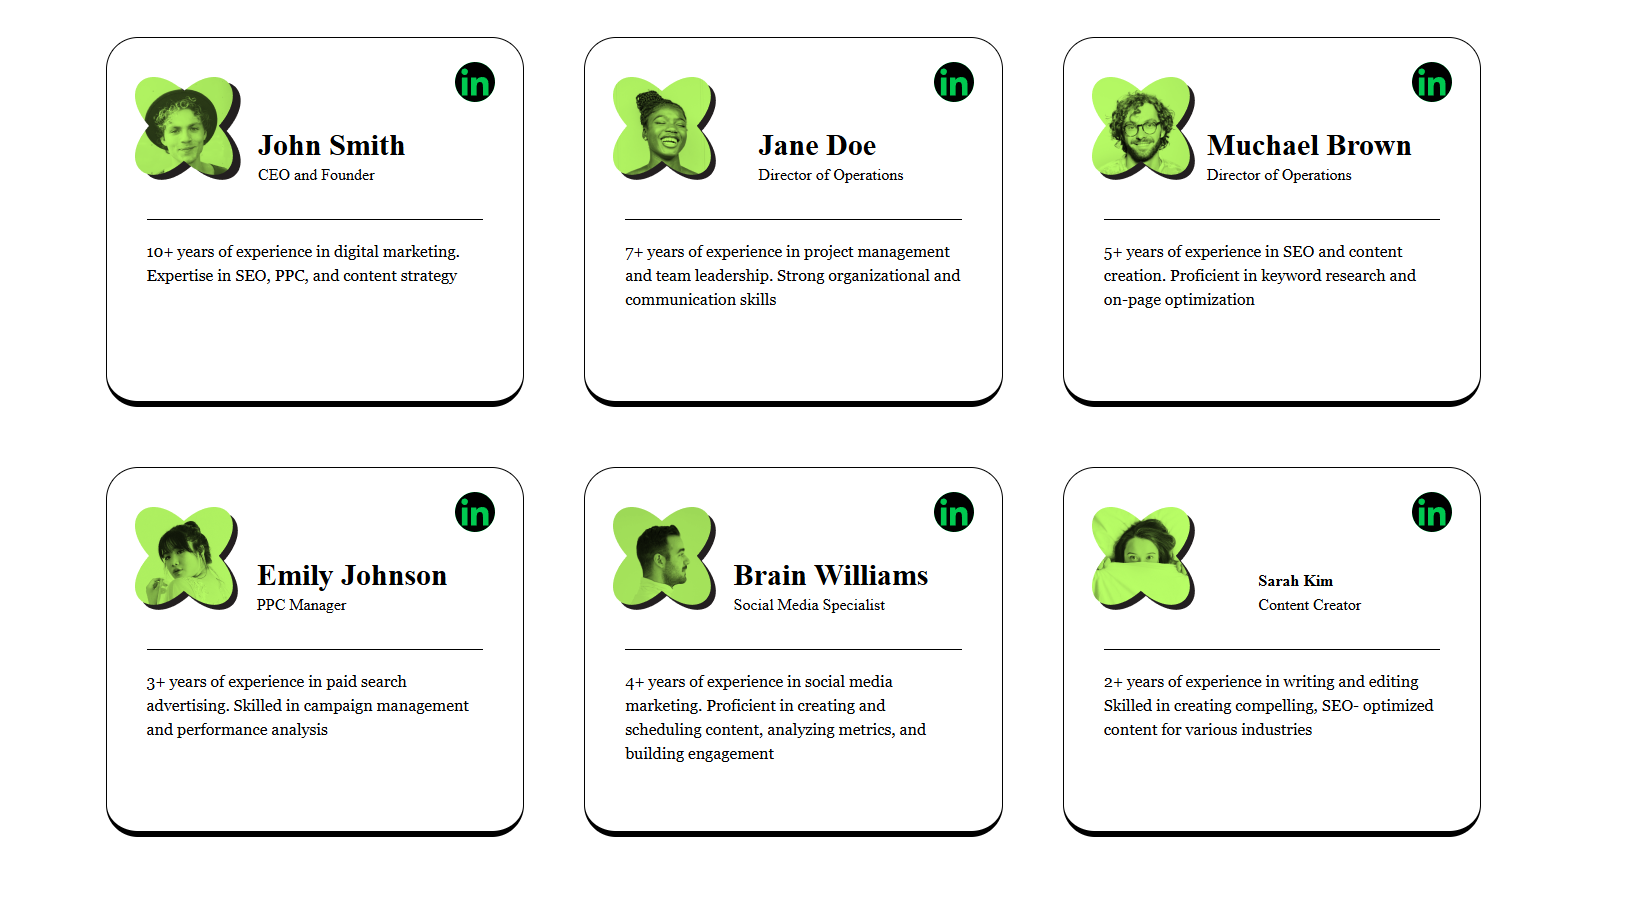 in
John Smith
CEO and Founder
10+ years of experience in digital marketing.
Expertise in SEO, PPC, and content strategy
in
Jane Doe
Director of Operations
7+ years of experience in project management
and team leadership. Strong organizational and
communication skills
in
Muchael Brown
Director of Operations
5+ years of experience in SEO and content
creation. Proficient in keyword research and
on-page optimization
in
Emily Johnson
PPC Manager
3+ years of experience in paid search
advertising. Skilled in campaign management
and performance analysis
in
Brain Williams
Social Media Specialist
4+ years of experience in social media
marketing. Proficient in creating and
scheduling content, analyzing metrics, and
building engagement
in
Sarah Kim
Content Creator
2+ years of experience in writing and editing
Skilled in creating compelling, SEO- optimized
content for various industries